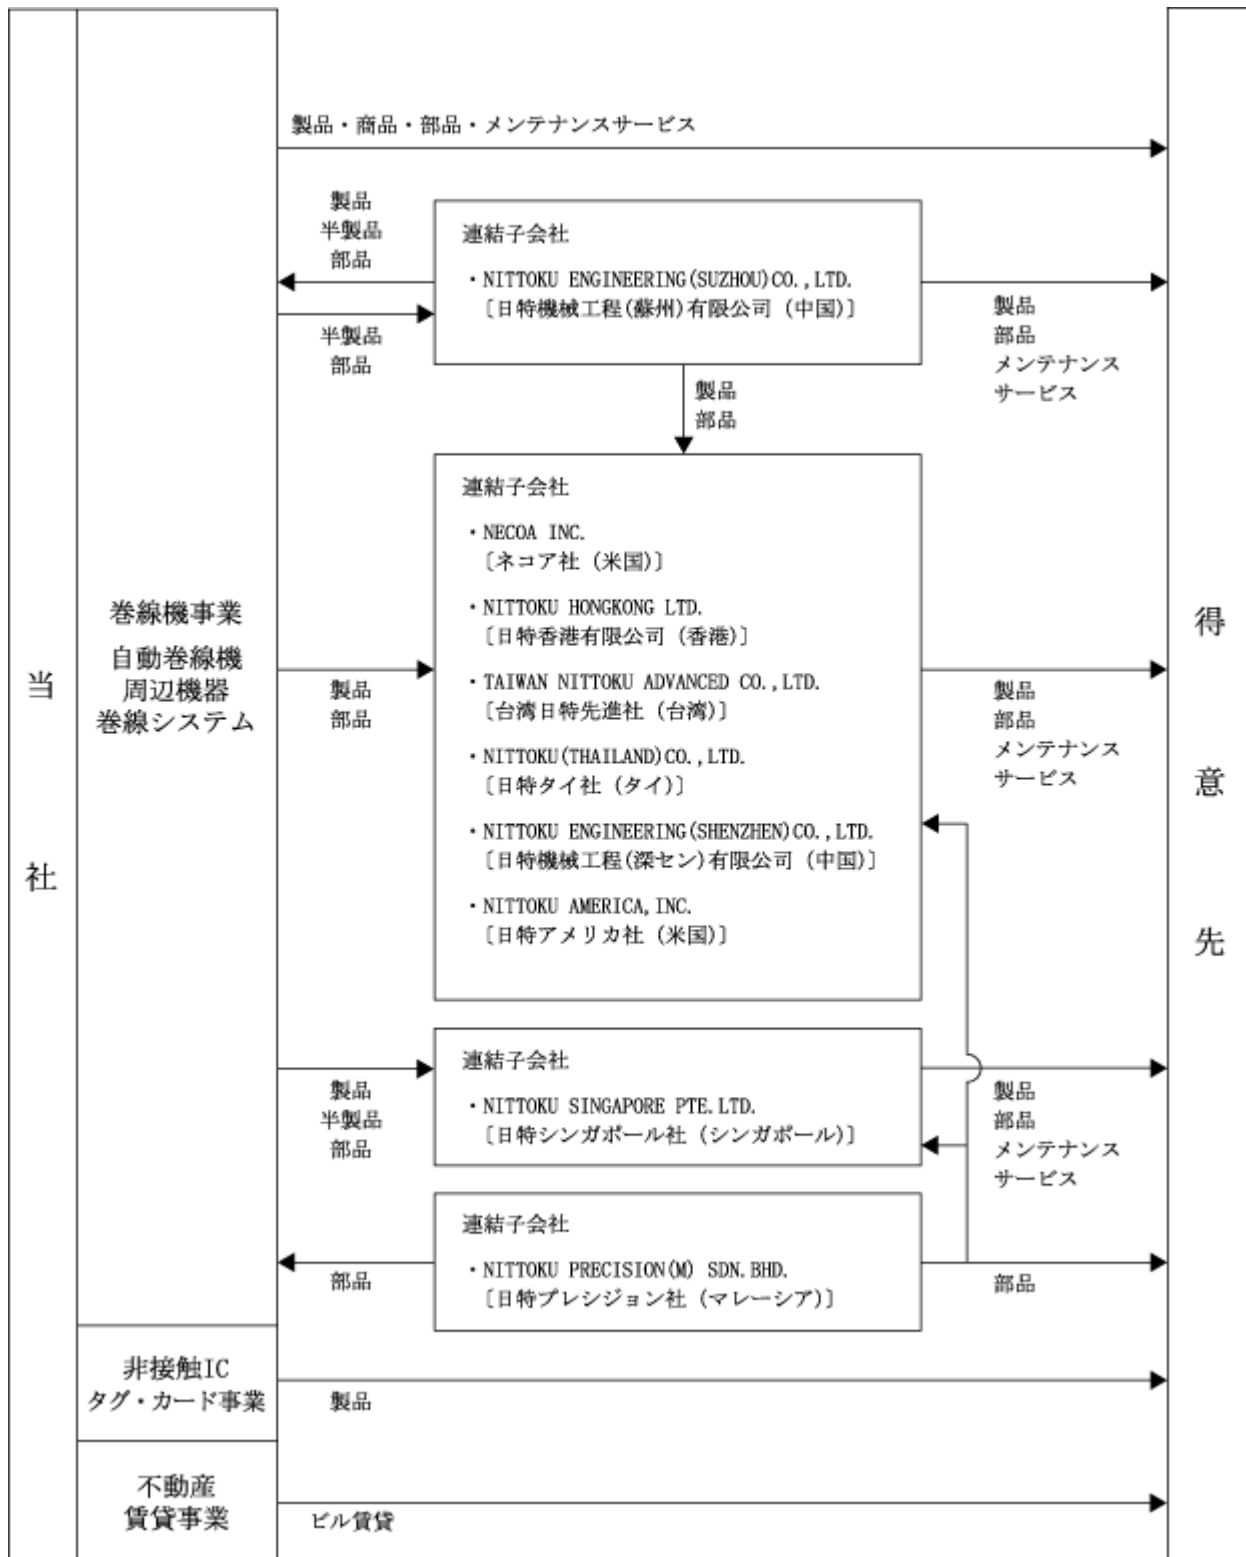 当社
巻線機事業
自動巻線機
周辺機器
巻線システム
製品・商品・部品・メンテナンスサービス
製品
半製品
部品
半製品
部品
連結子会社
・NITTOKU ENGINEERING(SUZHOU)CO.,LTD.
〔日特機械工程(蘇州)有限公司（中国)〕
製品
部品
メンテナンス
サービス
製品
部品
製品
部品
連結子会社
・NECOA INC.
〔ネコア社（米国)〕
・NITTOKU HONGKONG LTD.
〔日特香港有限公司（香港)〕
・TAIWAN NITTOKU ADVANCED CO.,LTD.
〔台湾日特先進社（台湾)〕
・NITTOKU(THAILAND)CO.,LTD.
〔日特タイ社（タイ)〕
・NITTOKU ENGINEERING(SHENZHEN)CO.,LTD.
〔日特機械工程(深セン)有限公司（中国)〕
・NITTOKU AMERICA,INC.
〔日特アメリカ社（米国)〕
製品
部品
メンテナンス
サービス
製品
半製品
部品
連結子会社
・NITTOKU SINGAPORE PTE.LTD.
〔日特シンガポール社（シンガポール)〕
製品
部品
メンテナンス
サービス
部品
連結子会社
・NITTOKU PRECISION(M) SDN.BHD.
〔日特プレシジョン社（マレーシア)〕
部品
非接触IC
タグ・カード事業
製品
不動産
賃貸事業
ビル賃貸
得意先